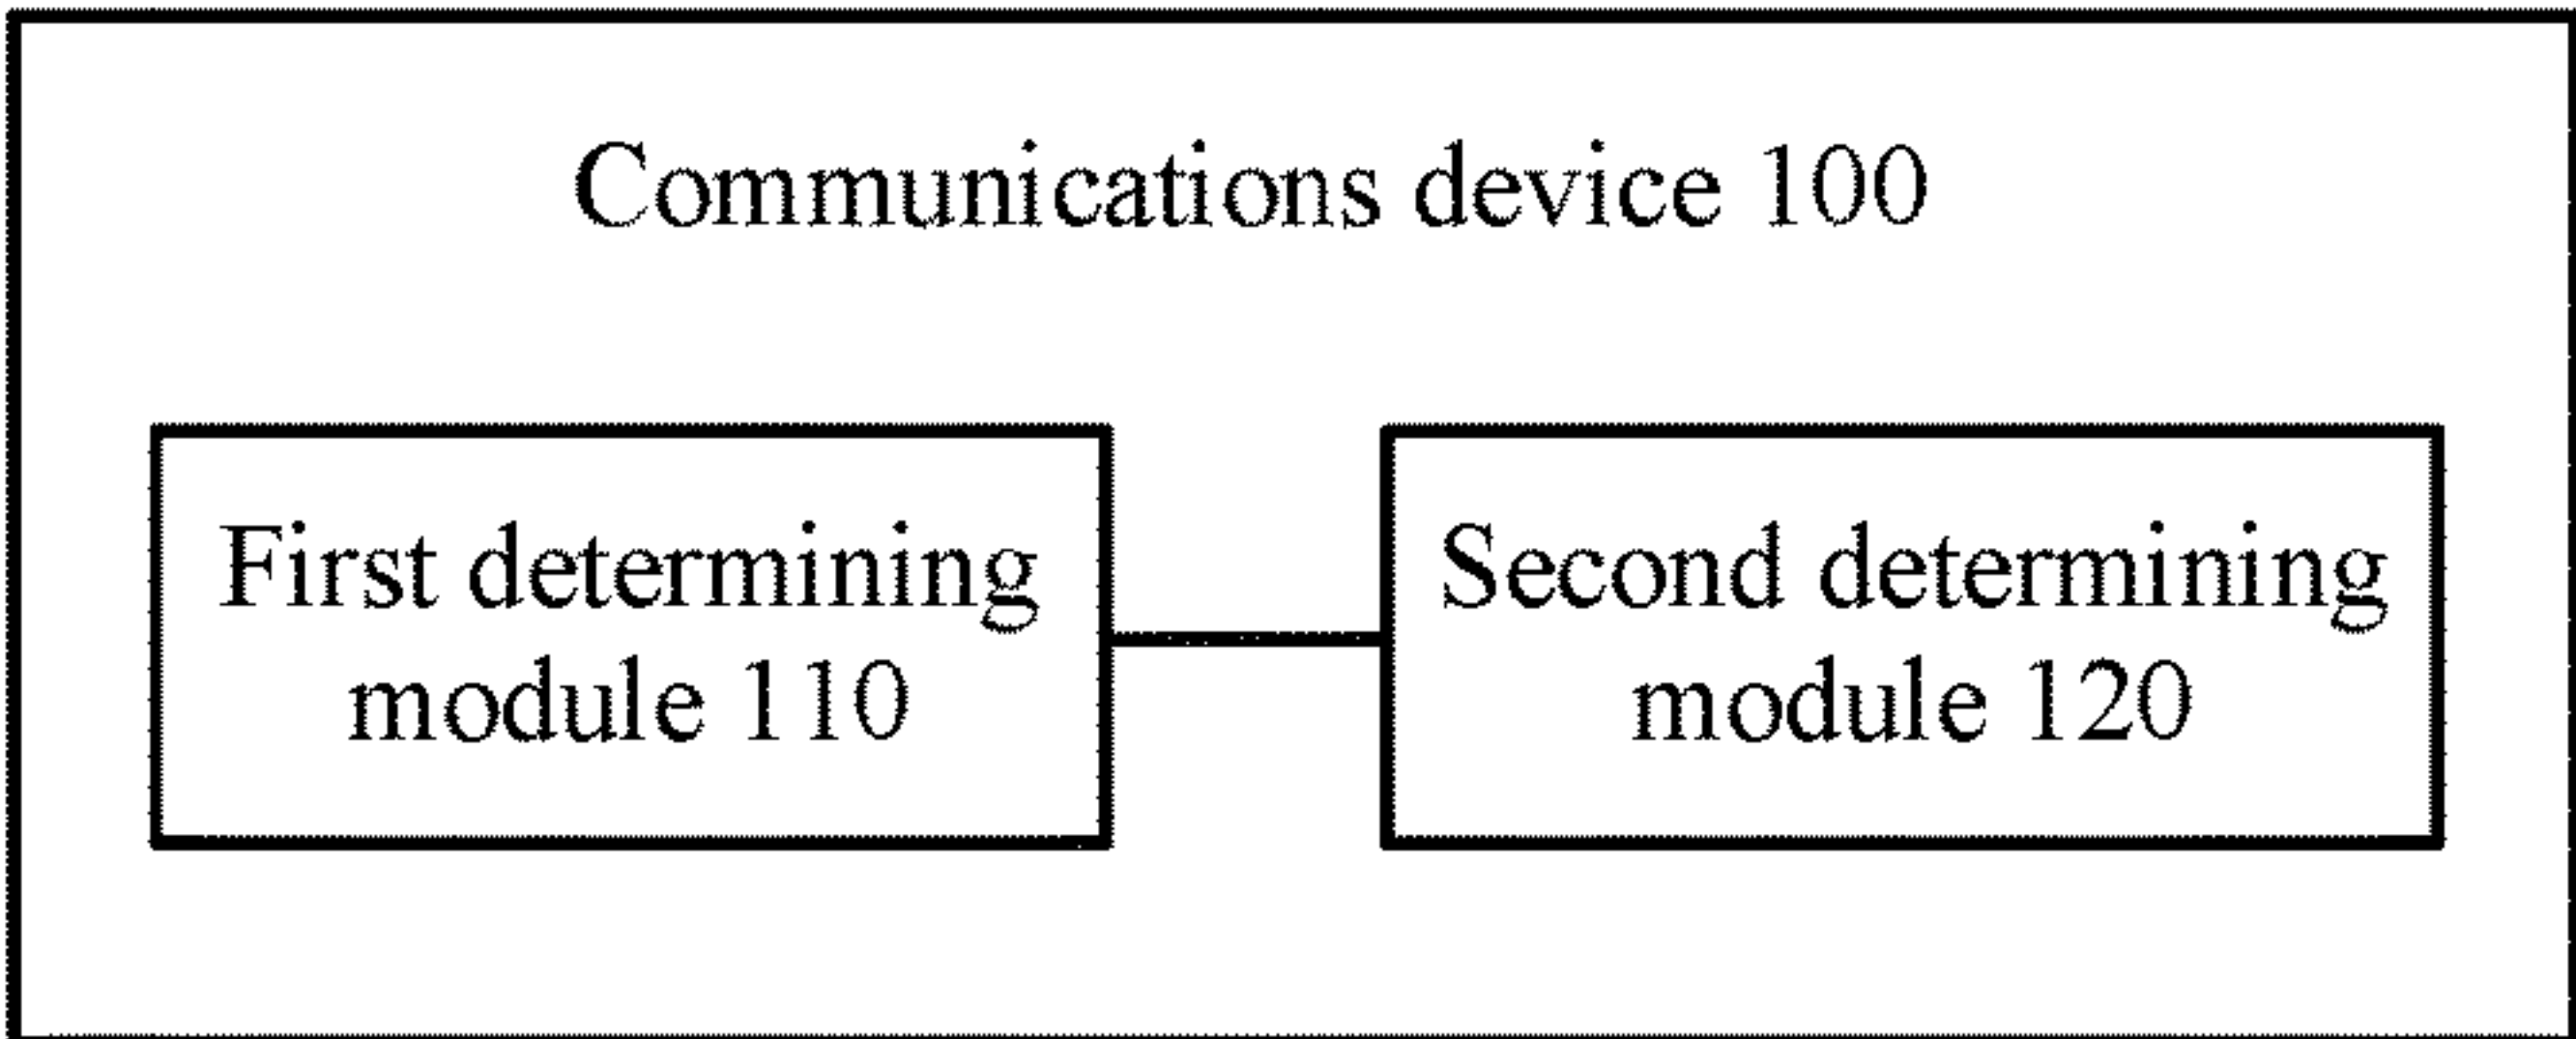 Communications device 100
First determining
module 110
Second determining
module 120